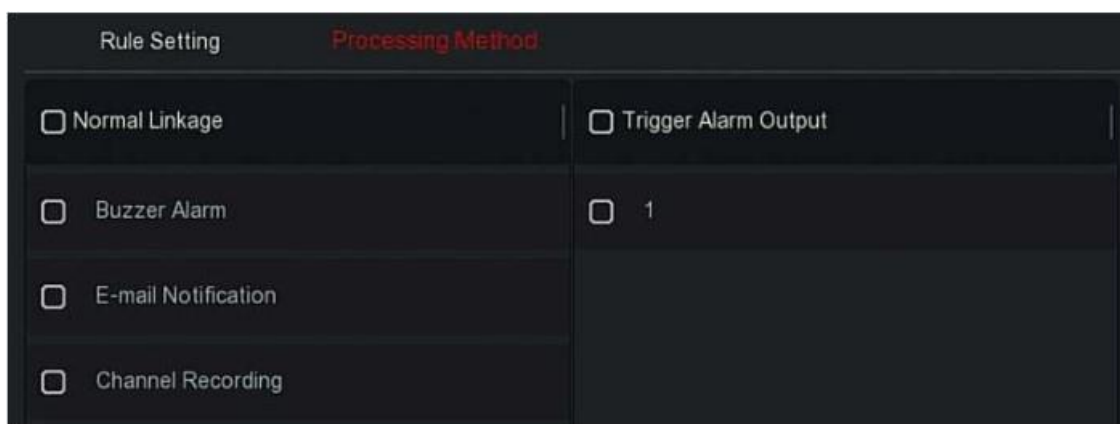 Rule Setting Processing Method
Normal Linkage Trigger Alarm Output
Buzzer Alarm 1
E-mail Notification
Channel Recording